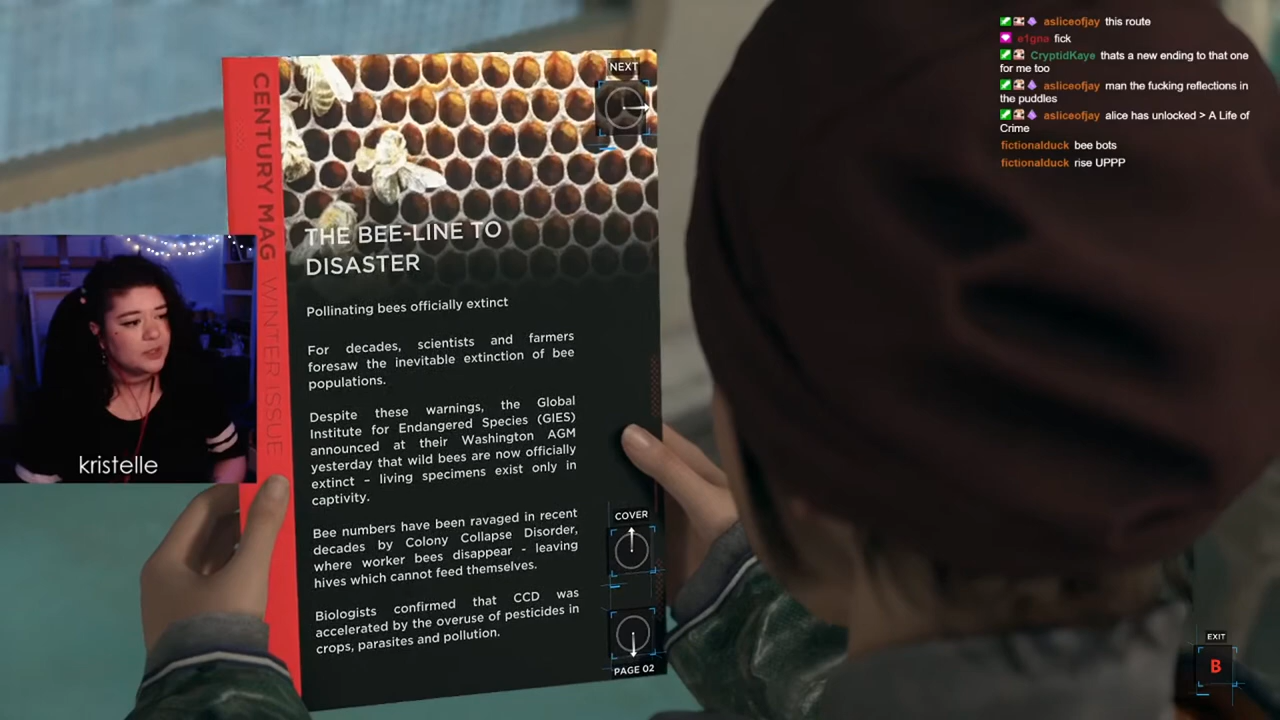 asliceofjay this route
e1gna fick
CryptidKaye thats a new ending to that one
for me too
asliceofjay man the fucking reflections in
the puddles
asliceofjay alice has unlocked > A Life of
Crime
fictionalduck bee bots
fictionalduck rise UPPP
CENTURY MAG WINTER ISSUE
NEXT
THE BEE-LINE TO
DISASTER
Pollinating bees officially extinct
For decades, scientists and farmers
foresaw the inevitable extinction of bee
populations.
Despite these warnings, the Global
Institute for Endangered Species (GIES)
announced at their Washington AGM
yesterday that wild bees are now officially
extinct - living specimens exist only in
captivity.
Bee numbers have been ravaged in recent
decades by Colony Collapse Disorder,
where worker bees disappear - leaving
hives which cannot feed themselves.
Biologists confirmed that CCD was
accelerated by the overuse of pesticides in
crops, parasites and pollution.
COVER
PAGE 02
kristelle
EXIT
B